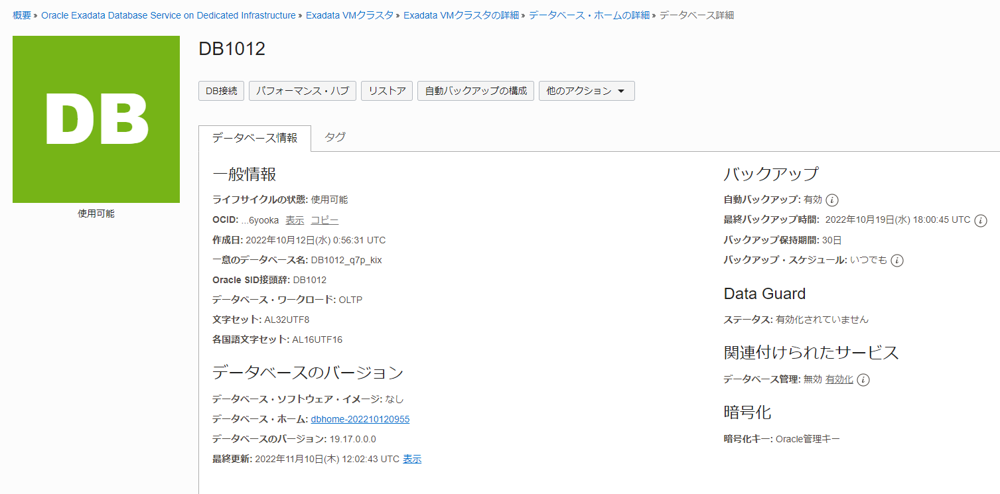 概要 » Oracle Exadata Database Service on Dedicated Infrastructure » Exadata VMクラスタ » Exadata VMクラスタの詳細 » データベース・ホームの詳細 » データベース詳細
DB
使用可能
DB1012
DB接続 パフォーマンス・ハブ リストア 自動バックアップの構成 他のアクション
データベース情報 タグ
一般情報
ライフサイクルの状態: 使用可能
OCID: ...6yooka 表示 コピー
作成日: 2022年10月12日(水) 0:56:31 UTC
一意のデータベース名: DB1012_q7p_kix
Oracle SID接頭辞: DB1012
データベース・ワークロード: OLTP
文字セット: AL32UTF8
各国語文字セット: AL16UTF16
データベースのバージョン
データベース・ソフトウェア・イメージ: なし
データベース・ホーム: dbhome-202210120955
データベースのバージョン: 19.17.0.0.0
最終更新: 2022年11月10日(木) 12:02:43 UTC 表示
バックアップ
自動バックアップ: 有効
最終バックアップ時間: 2022年10月19日(水) 18:00:45 UTC
バックアップ保持期間: 30日
バックアップ・スケジュール: いつでも
Data Guard
ステータス: 有効化されていません
関連付けられたサービス
データベース管理: 無効 有効化
暗号化
暗号化キー: Oracle管理キー